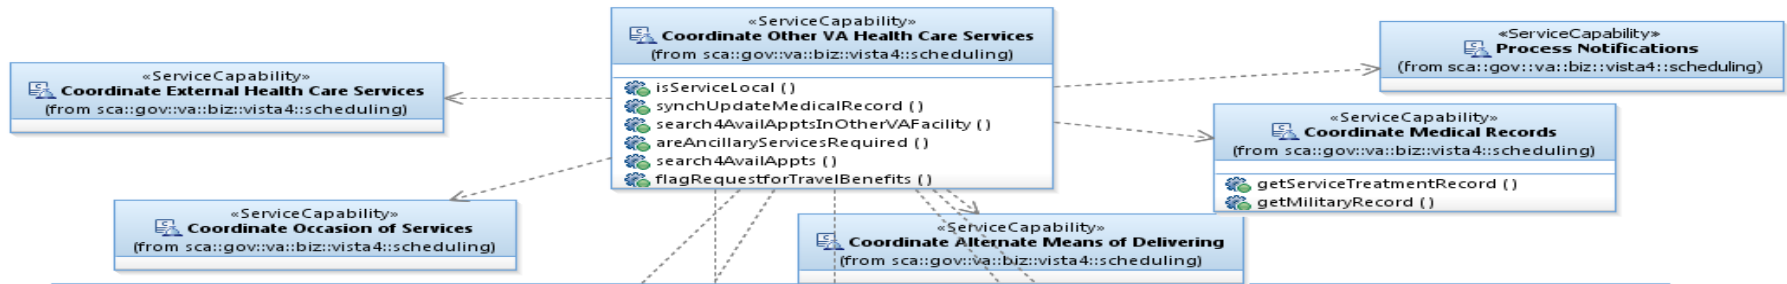 «ServiceCapability»
Coordinate Other VA Health Care Services
(from sca::gov::va::biz::vista4::scheduling)
isServiceLocal ( )
synchUpdateMedicalRecord ( )
search4AvailApptsInOtherVAFacility ( )
areAncillaryServicesRequired ( )
search4AvailAppts ( )
flagRequestforTravelBenefits ( )
«ServiceCapability»
Process Notifications
(from sca::gov::va::biz::vista4::scheduling)
«ServiceCapability»
Coordinate External Health Care Services
(from sca::gov::va::biz::vista4::scheduling)
«ServiceCapability»
Coordinate Medical Records
(from sca::gov::va::biz::vista4::scheduling)
getServiceTreatmentRecord ( )
getMilitaryRecord ( )
«ServiceCapability»
Coordinate Occasion of Services
(from sca::gov::va::biz::vista4::scheduling)
«ServiceCapability»
Coordinate Alternate Means of Delivering
(from sca::gov::va::biz::vista4::scheduling)